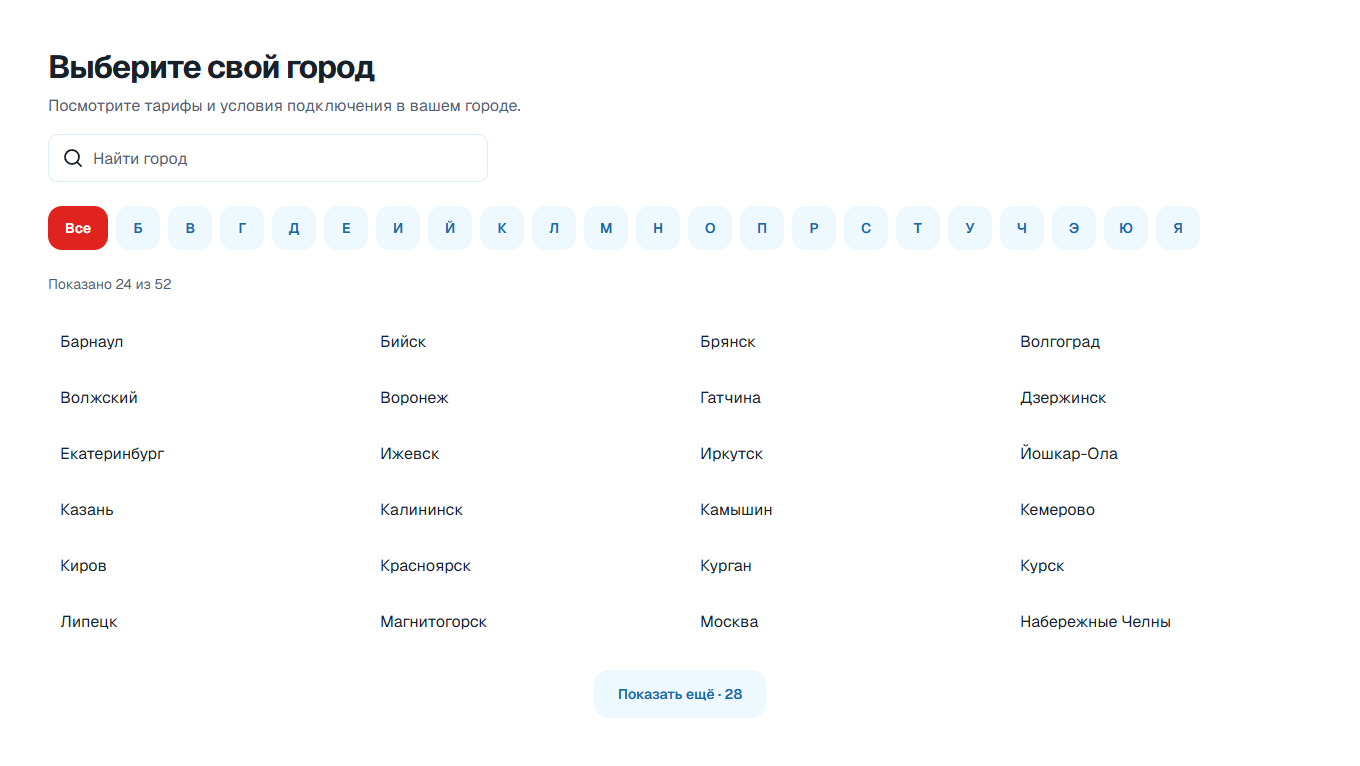 Выберите свой город
Посмотрите тарифы и условия подключения в вашем городе.
Найти город
Все Б В Г Д Е И Й К Л М Н О П Р С Т У Ч Э Ю Я
Показано 24 из 52
Барнаул Бийск Брянск Волгоград
Волжский Воронеж Гатчина Дзержинск
Екатеринбург Ижевск Иркутск Йошкар-Ола
Казань Калининск Камышин Кемерово
Киров Красноярск Курган Курск
Липецк Магнитогорск Москва Набережные Челны
Показать ещё · 28